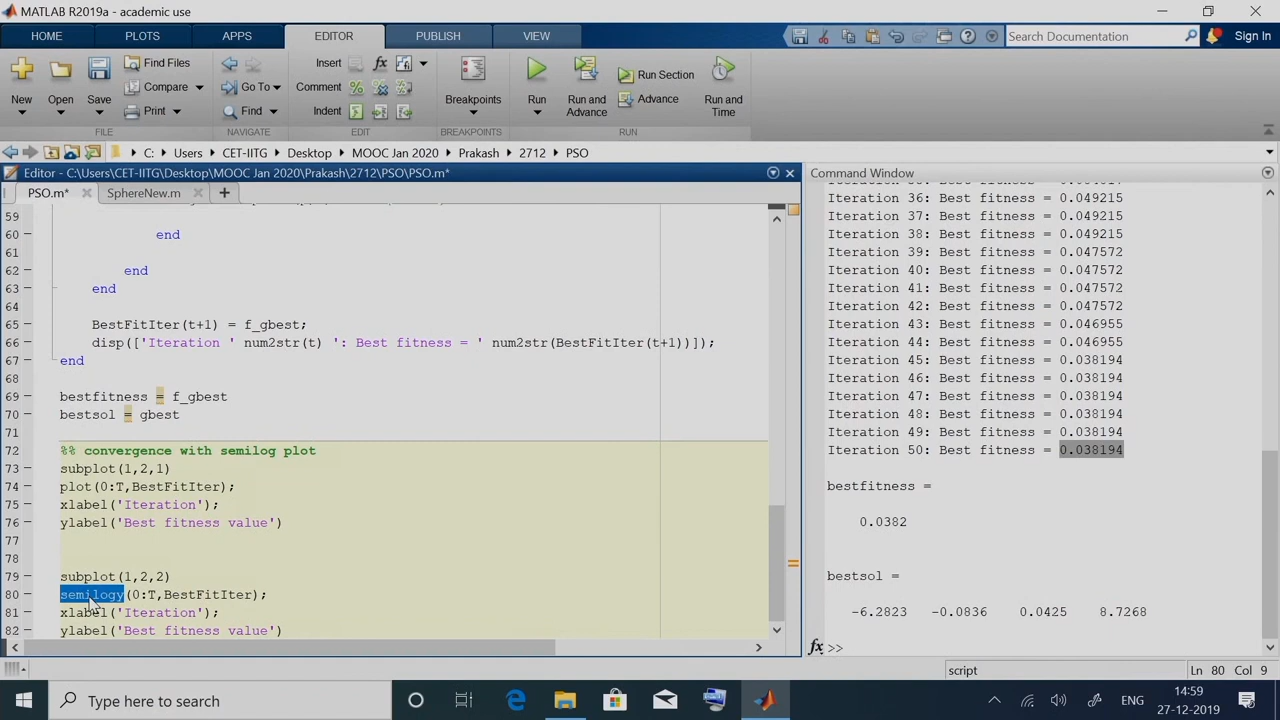 MATLAB R2019a - academic use
HOME PLOTS APPS EDITOR PUBLISH VIEW Search Documentation Sign In
New Open Save Find Files Compare Print Go To Find Insert Comment Indent Breakpoints Run Run and Advance Run Section Advance Run and Time
FILE NAVIGATE EDIT BREAKPOINTS RUN
C: Users CET-IITG Desktop MOOC Jan 2020 Prakash 2712 PSO
Editor - C:\Users\CET-IITG\Desktop\MOOC Jan 2020\Prakash\2712\PSO\PSO.m*
PSO.m* SphereNew.m
59
60 end
61
62 end
63 end
64
65 BestFitIter(t+1) = f_gbest;
66 disp(['Iteration ' num2str(t) ': Best fitness = ' num2str(BestFitIter(t+1))]);
67 end
68
69 bestfitness = f_gbest
70 bestsol = gbest
71
72 %% convergence with semilog plot
73 subplot(1,2,1)
74 plot(0:T,BestFitIter);
75 xlabel('Iteration');
76 ylabel('Best fitness value')
77
78
79 subplot(1,2,2)
80 semilogy(0:T,BestFitIter);
81 xlabel('Iteration');
82 ylabel('Best fitness value')
Command Window
Iteration 36: Best fitness = 0.049215
Iteration 37: Best fitness = 0.049215
Iteration 38: Best fitness = 0.049215
Iteration 39: Best fitness = 0.047572
Iteration 40: Best fitness = 0.047572
Iteration 41: Best fitness = 0.047572
Iteration 42: Best fitness = 0.047572
Iteration 43: Best fitness = 0.046955
Iteration 44: Best fitness = 0.046955
Iteration 45: Best fitness = 0.038194
Iteration 46: Best fitness = 0.038194
Iteration 47: Best fitness = 0.038194
Iteration 48: Best fitness = 0.038194
Iteration 49: Best fitness = 0.038194
Iteration 50: Best fitness = 0.038194
bestfitness =
0.0382
bestsol =
-6.2823 -0.0836 0.0425 8.7268
fx >>
script Ln 80 Col 9
Type here to search
ENG
14:59
27-12-2019